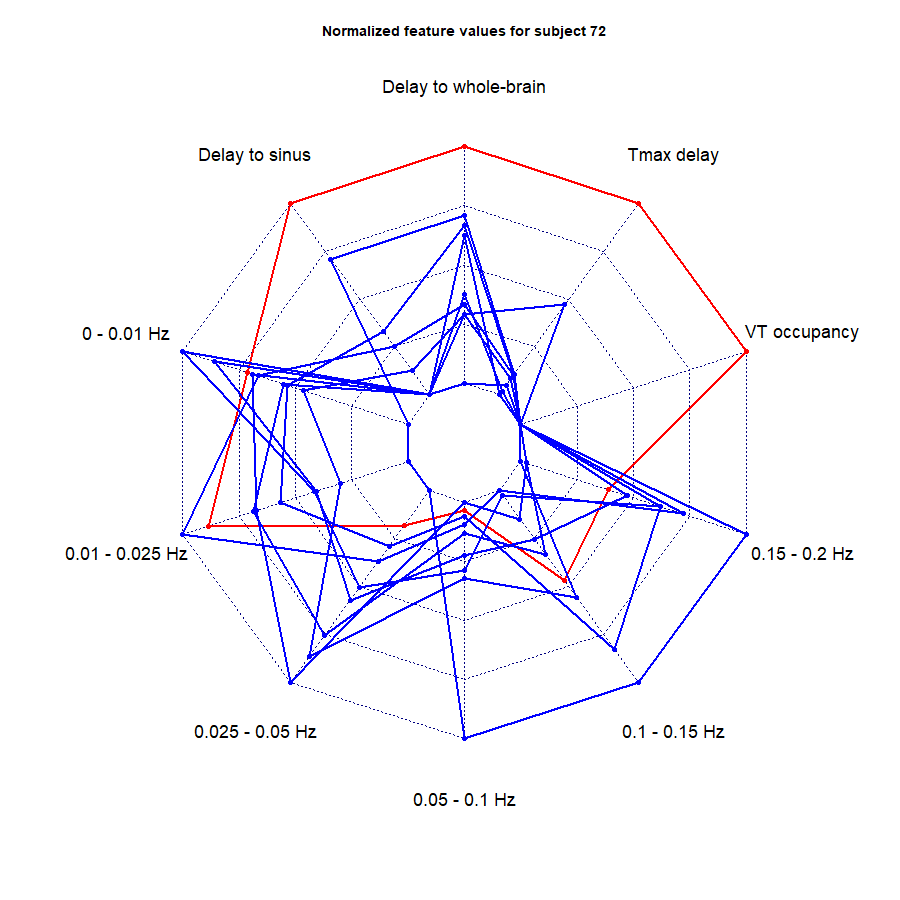 Normalized feature values for subject 72
Delay to whole-brain
Delay to sinus
Tmax delay
0 - 0.01 Hz
VT occupancy
0.01 - 0.025 Hz
0.15 - 0.2 Hz
0.025 - 0.05 Hz
0.1 - 0.15 Hz
0.05 - 0.1 Hz